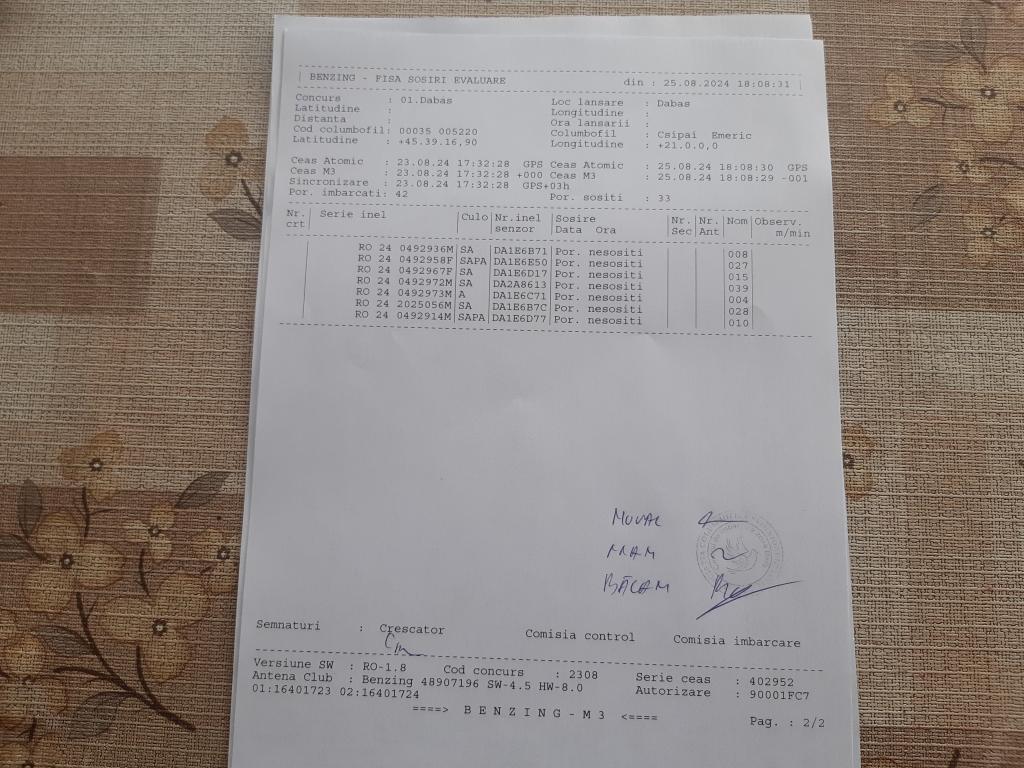 BENZING - FISA SOSIRI EVALUARE din : 25.08.2024 18:08:31
Concurs : 01.Dabas Loc lansare : Dabas
Latitudine : Longitudine :
Distanta : Ora lansarii :
Cod columbofil: 00035 005220 Columbofil : Csipai Emeric
Latitudine : +45.39.16,90 Longitudine : +21.0.0,0
Ceas Atomic : 23.08.24 17:32:28 GPS Ceas Atomic : 25.08.24 18:08:30 GPS
Ceas M3 : 23.08.24 17:32:28 +000 Ceas M3 : 25.08.24 18:08:29 -001
Sincronizare : 23.08.24 17:32:28 GPS+03h
Por. imbarcati: 42 Por. sositi : 33
Nr. | Serie inel |Culo|Nr.inel |Sosire |Nr.|Nr.|Nom|Observ.
crt | | |senzor |Data Ora |Sec|Ant| | m/min
RO 24 0492936M|SA |DA1E6B71|Por. nesositi | | |008|
RO 24 0492958F|SAPA|DA1E6E50|Por. nesositi | | |027|
RO 24 0492967F|SA |DA1E6D17|Por. nesositi | | |015|
RO 24 0492972M|SA |DA2A8613|Por. nesositi | | |039|
RO 24 0492973M|A |DA1E6C71|Por. nesositi | | |004|
RO 24 2025056M|SA |DA1E6B7C|Por. nesositi | | |028|
RO 24 0492914M|SAPA|DA1E6D77|Por. nesositi | | |010|
Semnaturi : Crescator Comisia control Comisia imbarcare
Versiune SW : RO-1.8 Cod concurs : 2308 Serie ceas : 402952
Antena Club : Benzing 48907196 SW-4.5 HW-8.0 Autorizare : 90001FC7
01:16401723 02:16401724
====> B E N Z I N G - M 3 <====
Pag. : 2/2